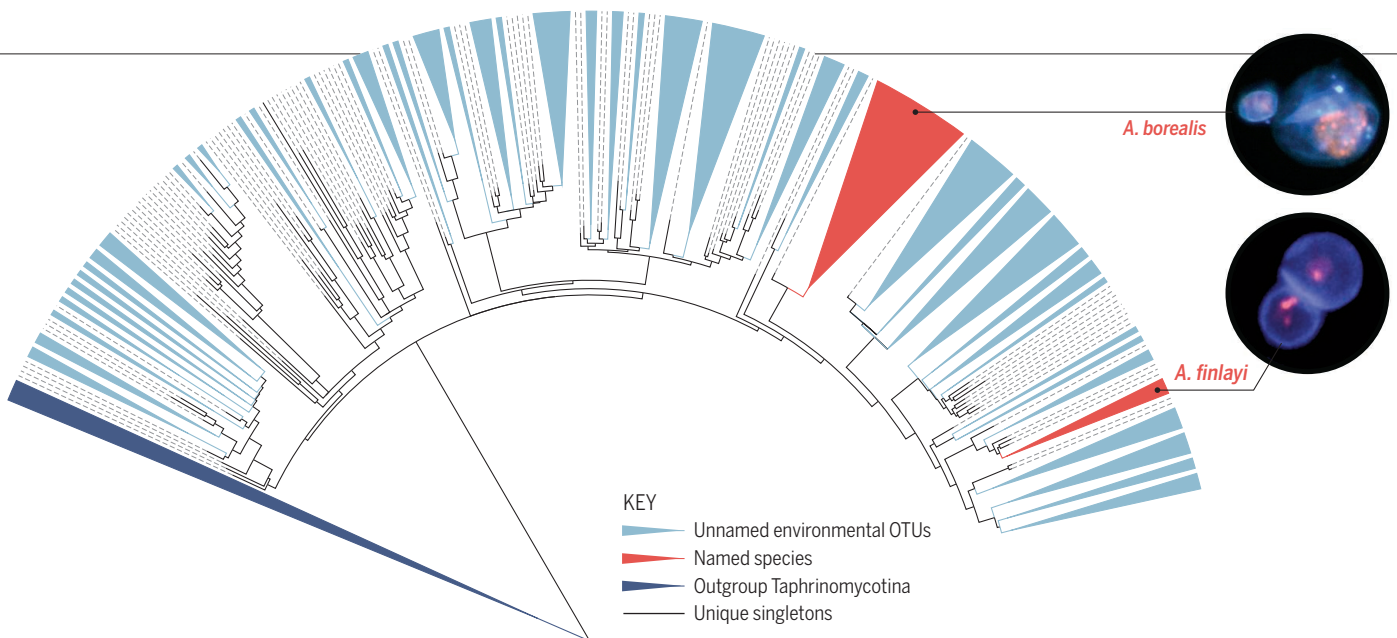 A. borealis
A. finlayi
KEY
Unnamed environmental OTUs
Named species
Outgroup Taphrinomycotina
Unique singletons